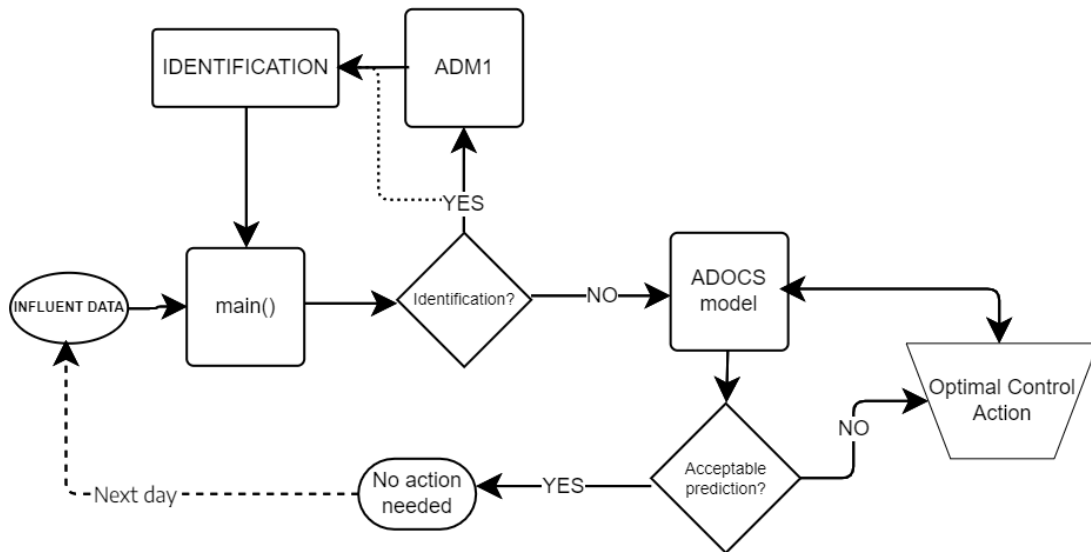 IDENTIFICATION
ADM1
YES
INFLUENT DATA
main()
Identification?
NO
ADOCS
model
Optimal Control
Action
NO
Acceptable
prediction?
YES
No action
needed
Next day